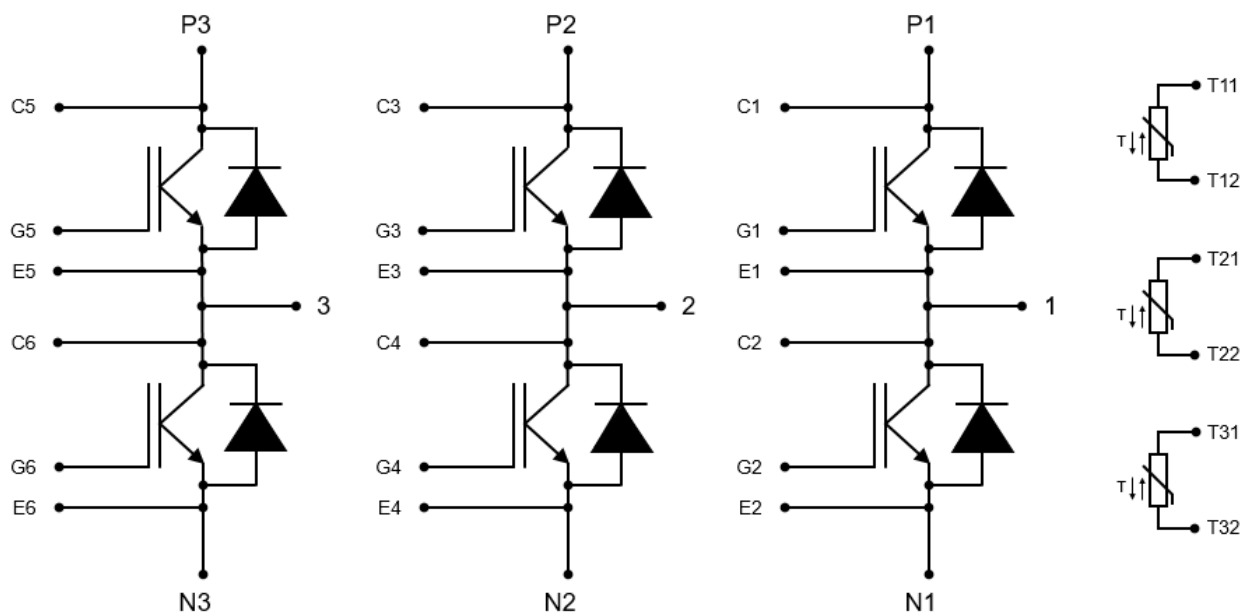 P3 P2 P1
C5 C3 C1 T11
T
T12
G5 G3 G1
E5 E3 E1 T21
3 2 1 T
C6 C4 C2 T22
T31
G6 G4 G2 T
E6 E4 E2 T32
N3 N2 N1